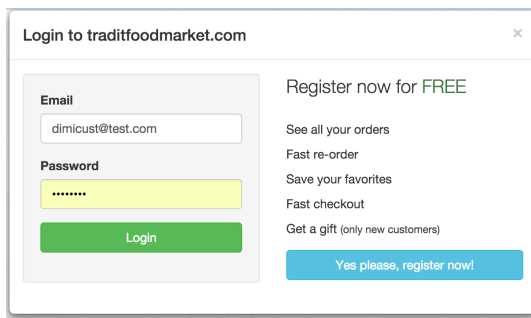 Login to traditfoodmarket.com
×
Email
dimicust@test.com
Password
••••••••
Login
Register now for FREE
See all your orders
Fast re-order
Save your favorites
Fast checkout
Get a gift (only new customers)
Yes please, register now!